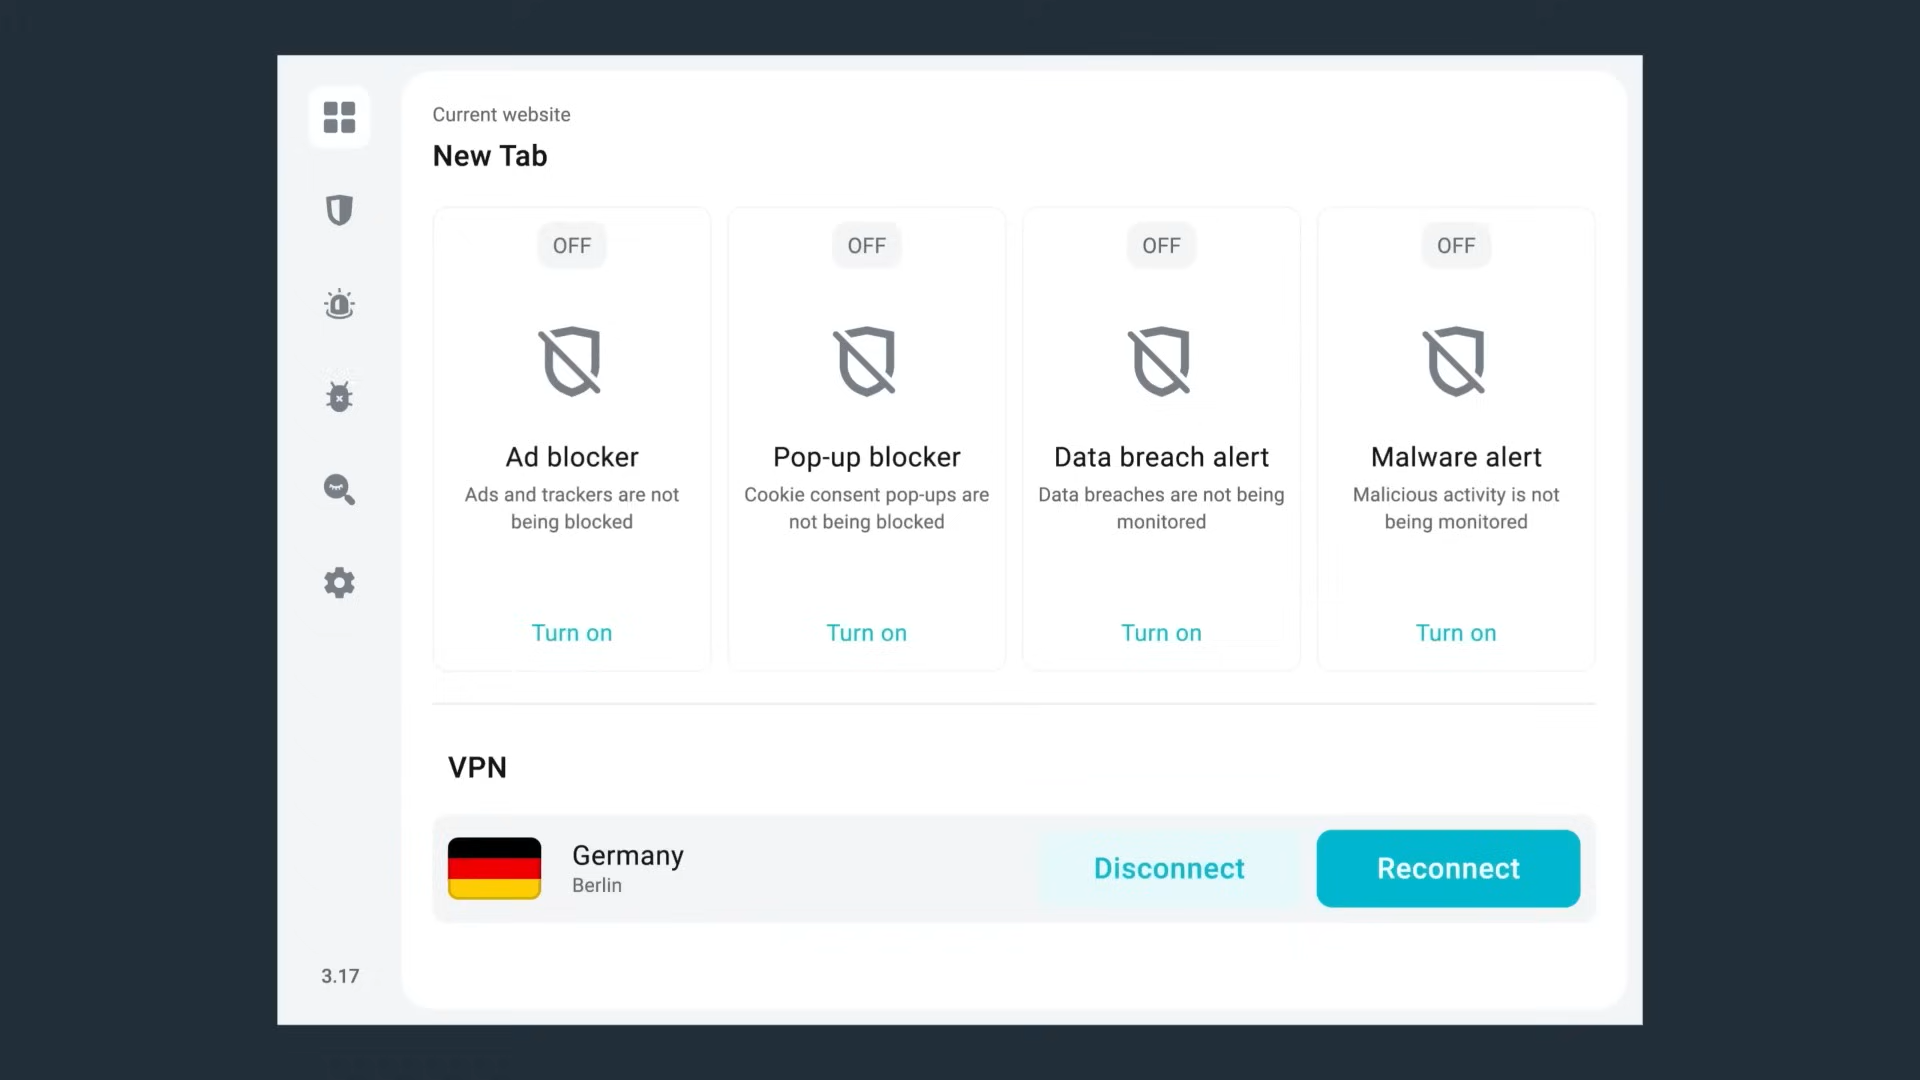 Current website
New Tab
OFF
OFF
OFF
OFF
Ad blocker
Ads and trackers are not
being blocked
Turn on
Pop-up blocker
Cookie consent pop-ups are
not being blocked
Turn on
Data breach alert
Data breaches are not being
monitored
Turn on
Malware alert
Malicious activity is not
being monitored
Turn on
VPN
Germany
Berlin
Disconnect
Reconnect
3.17